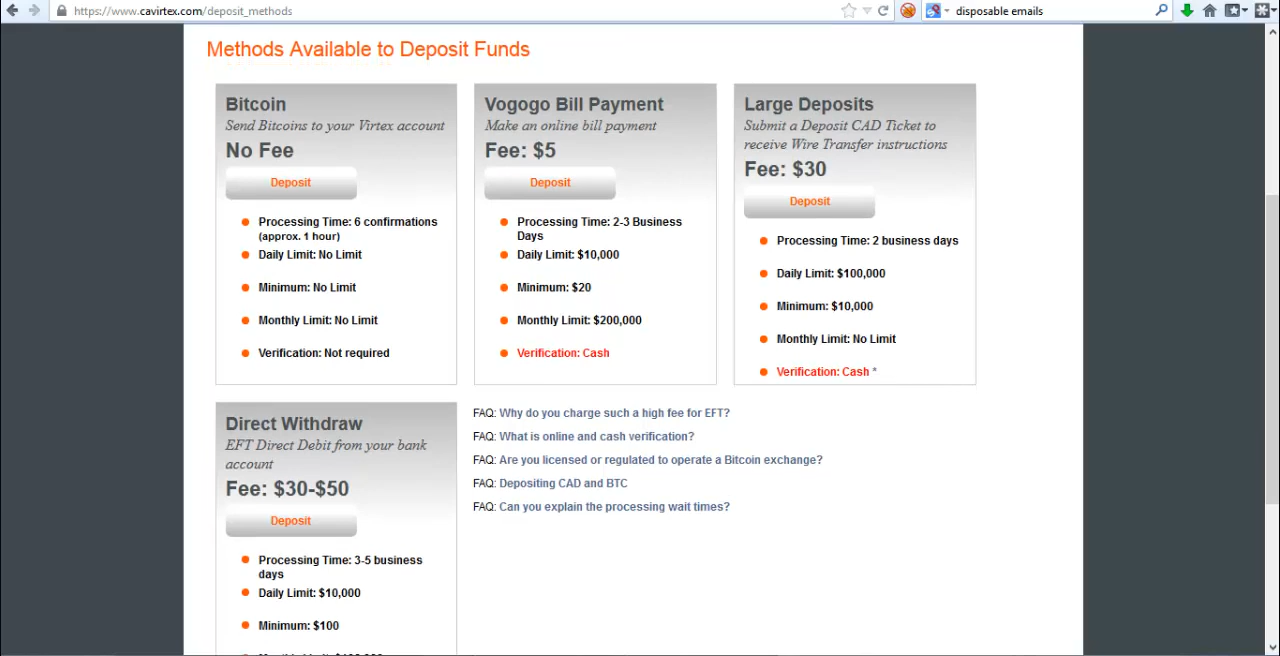 https://www.cavirtex.com/deposit_methods
disposable emails
Methods Available to Deposit Funds
Bitcoin
Send Bitcoins to your Virtex account
No Fee
Deposit
Processing Time: 6 confirmations
(approx. 1 hour)
Daily Limit: No Limit
Minimum: No Limit
Monthly Limit: No Limit
Verification: Not required
Vogogo Bill Payment
Make an online bill payment
Fee: $5
Deposit
Processing Time: 2-3 Business
Days
Daily Limit: $10,000
Minimum: $20
Monthly Limit: $200,000
Verification: Cash
Large Deposits
Submit a Deposit CAD Ticket to
receive Wire Transfer instructions
Fee: $30
Deposit
Processing Time: 2 business days
Daily Limit: $100,000
Minimum: $10,000
Monthly Limit: No Limit
Verification: Cash *
Direct Withdraw
EFT Direct Debit from your bank
account
Fee: $30-$50
Deposit
Processing Time: 3-5 business
days
Daily Limit: $10,000
Minimum: $100
FAQ: Why do you charge such a high fee for EFT?
FAQ: What is online and cash verification?
FAQ: Are you licensed or regulated to operate a Bitcoin exchange?
FAQ: Depositing CAD and BTC
FAQ: Can you explain the processing wait times?